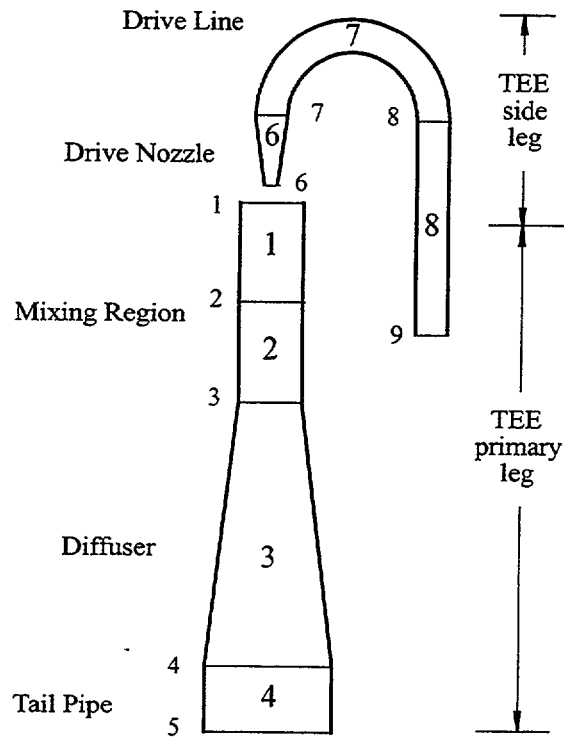 Drive Line
7
TEE
side
leg
7
8
6
Drive Nozzle
6
1
8
1
2
Mixing Region
9
2
3
TEE
primary
leg
Diffuser
3
4
4
Tail Pipe
5